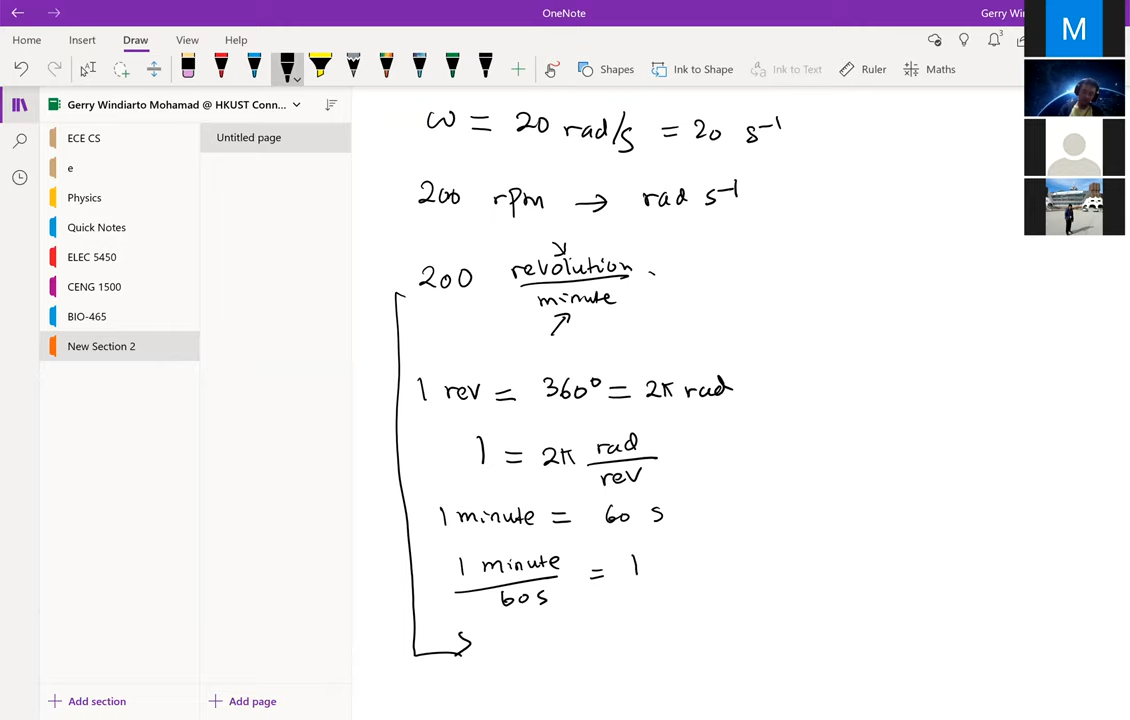 OneNote
Gerry Win
M
Home Insert Draw View Help
3
Shapes Ink to Shape Ink to Text Ruler Maths
Gerry Windiarto Mohamad @ HKUST Conn...
ECE CS
e
Physics
Quick Notes
ELEC 5450
CENG 1500
BIO-465
New Section 2
Add section
Untitled page
Add page
ω = 20 rad/s = 20 s⁻¹
200 rpm → rad s⁻¹
200 revolution/minute
1 rev = 360° = 2π rad
1 = 2π rad/rev
1 minute = 60 s
1 minute/60s = 1